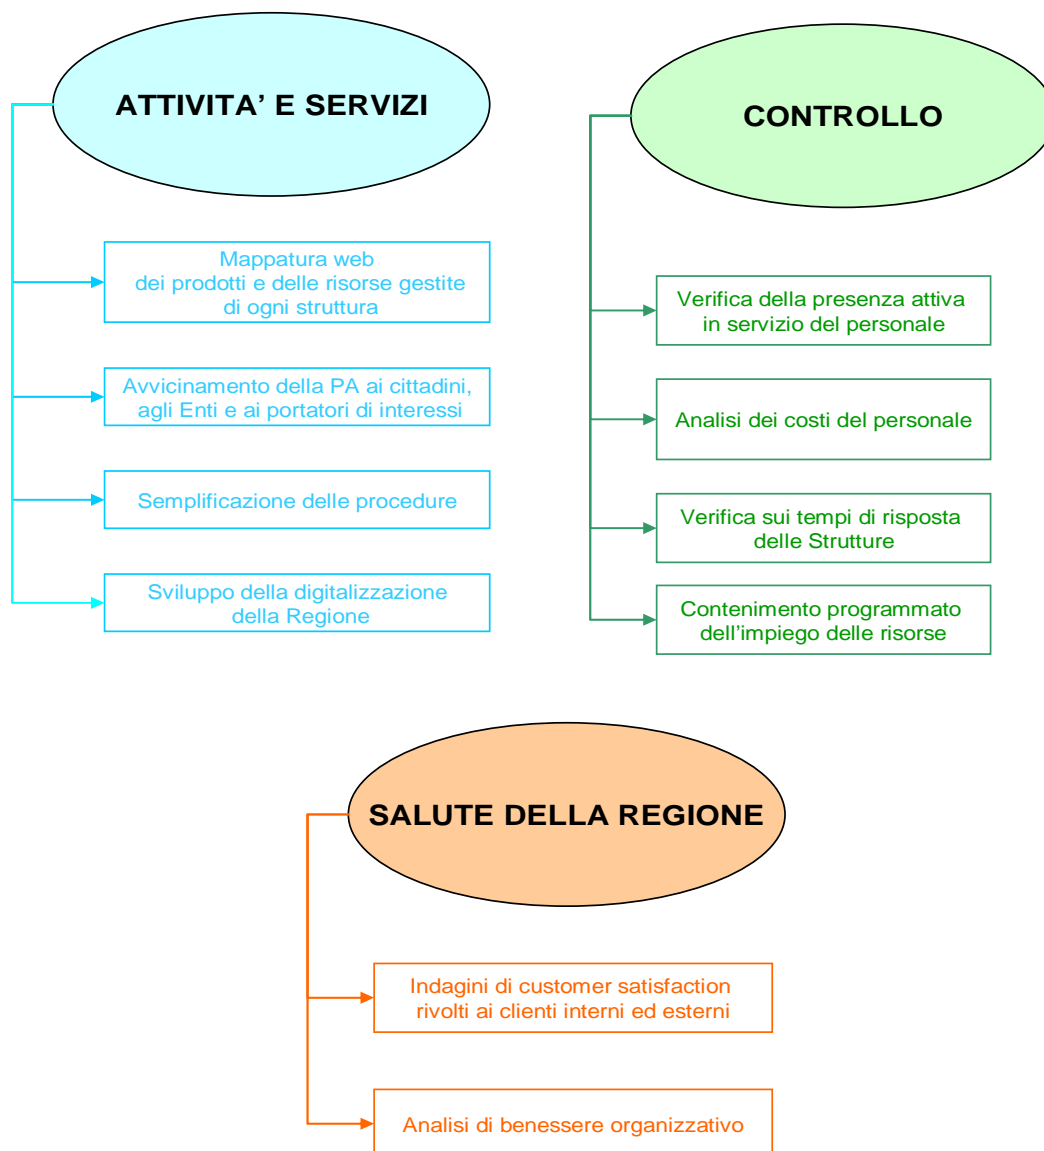 ATTIVITA’ E SERVIZI
Mappatura web
dei prodotti e delle risorse gestite
di ogni struttura
Avvicinamento della PA ai cittadini,
agli Enti e ai portatori di interessi
Semplificazione delle procedure
Sviluppo della digitalizzazione
della Regione
CONTROLLO
Verifica della presenza attiva
in servizio del personale
Analisi dei costi del personale
Verifica sui tempi di risposta
delle Strutture
Contenimento programmato
dell’impiego delle risorse
SALUTE DELLA REGIONE
Indagini di customer satisfaction
rivolti ai clienti interni ed esterni
Analisi di benessere organizzativo